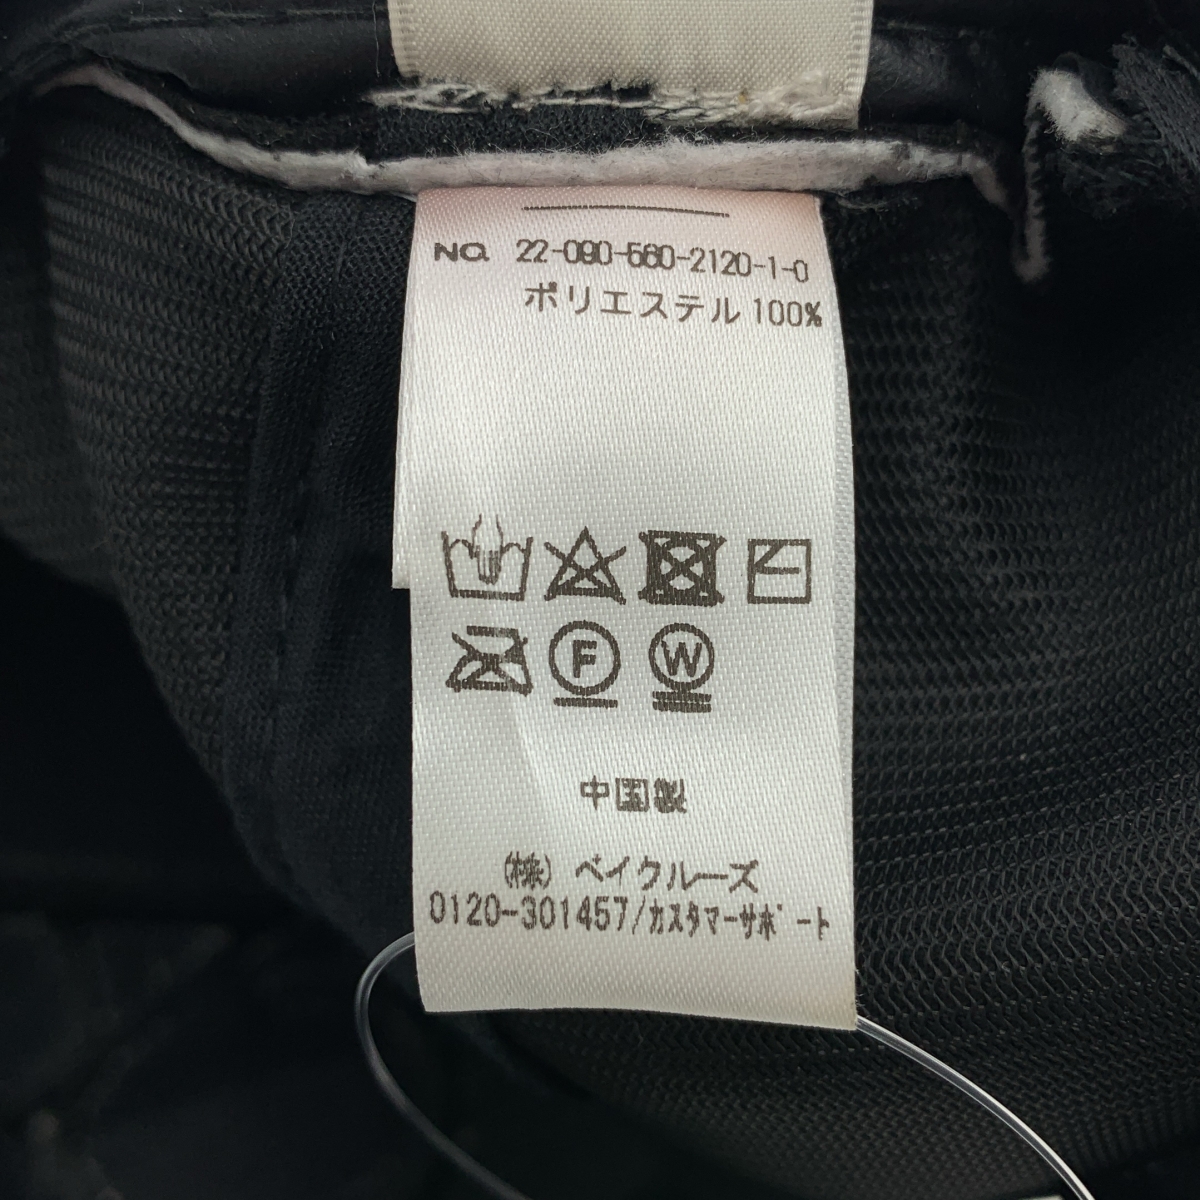 NO. 22-090-560-2120-1-0
ポリエステル 100%
F W
中国製
(株) ベイクルーズ
0120-301457/カスタマーサポート